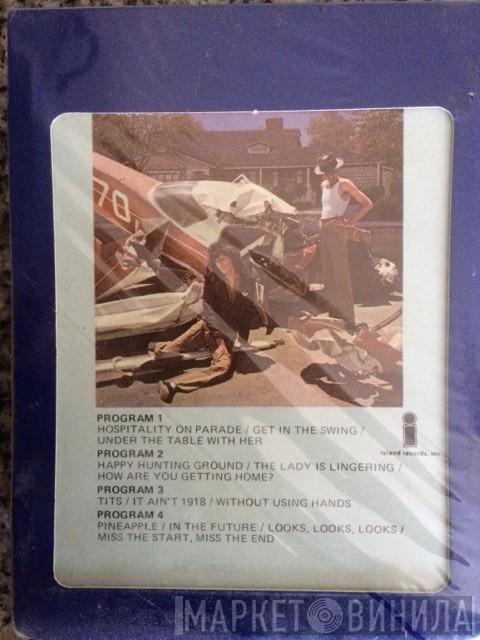 70
PROGRAM 1
HOSPITALITY ON PARADE / GET IN THE SWING /
UNDER THE TABLE WITH HER
PROGRAM 2
HAPPY HUNTING GROUND / THE LADY IS LINGERING /
HOW ARE YOU GETTING HOME?
PROGRAM 3
TITS / IT AIN'T 1918 / WITHOUT USING HANDS
PROGRAM 4
PINEAPPLE / IN THE FUTURE / LOOKS, LOOKS, LOOKS /
MISS THE START, MISS THE END
i
island records, inc.
МАРКЕТ ВИНИЛА